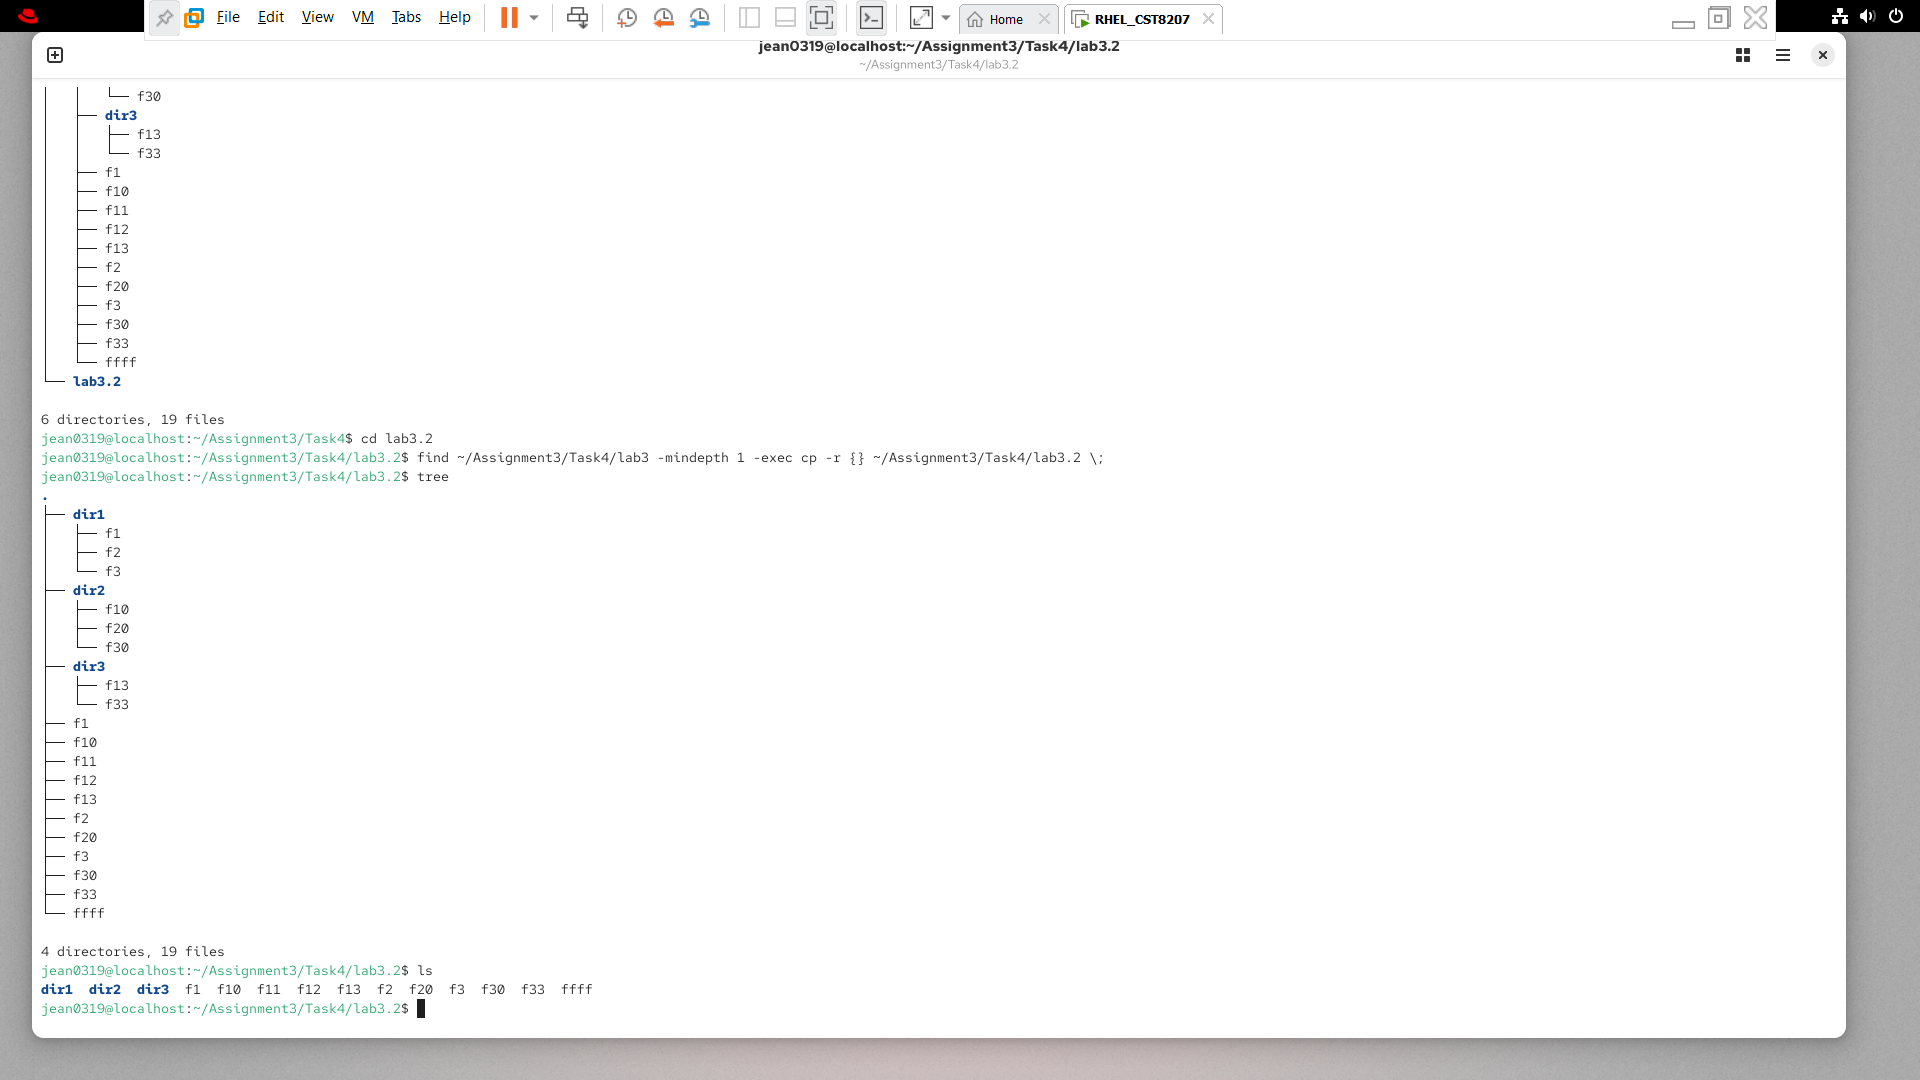 File Edit View VM Tabs Help Home RHEL_CST8207
jean0319@localhost:~/Assignment3/Task4/lab3.2
~/Assignment3/Task4/lab3.2
│   │   └── f30
│   ├── dir3
│   │   ├── f13
│   │   └── f33
│   ├── f1
│   ├── f10
│   ├── f11
│   ├── f12
│   ├── f13
│   ├── f2
│   ├── f20
│   ├── f3
│   ├── f30
│   ├── f33
│   └── ffff
└── lab3.2
6 directories, 19 files
jean0319@localhost:~/Assignment3/Task4$ cd lab3.2
jean0319@localhost:~/Assignment3/Task4/lab3.2$ find ~/Assignment3/Task4/lab3 -mindepth 1 -exec cp -r {} ~/Assignment3/Task4/lab3.2 \;
jean0319@localhost:~/Assignment3/Task4/lab3.2$ tree
.
├── dir1
│   ├── f1
│   ├── f2
│   └── f3
├── dir2
│   ├── f10
│   ├── f20
│   └── f30
├── dir3
│   ├── f13
│   └── f33
├── f1
├── f10
├── f11
├── f12
├── f13
├── f2
├── f20
├── f3
├── f30
├── f33
└── ffff
4 directories, 19 files
jean0319@localhost:~/Assignment3/Task4/lab3.2$ ls
dir1  dir2  dir3  f1  f10  f11  f12  f13  f2  f20  f3  f30  f33  ffff
jean0319@localhost:~/Assignment3/Task4/lab3.2$